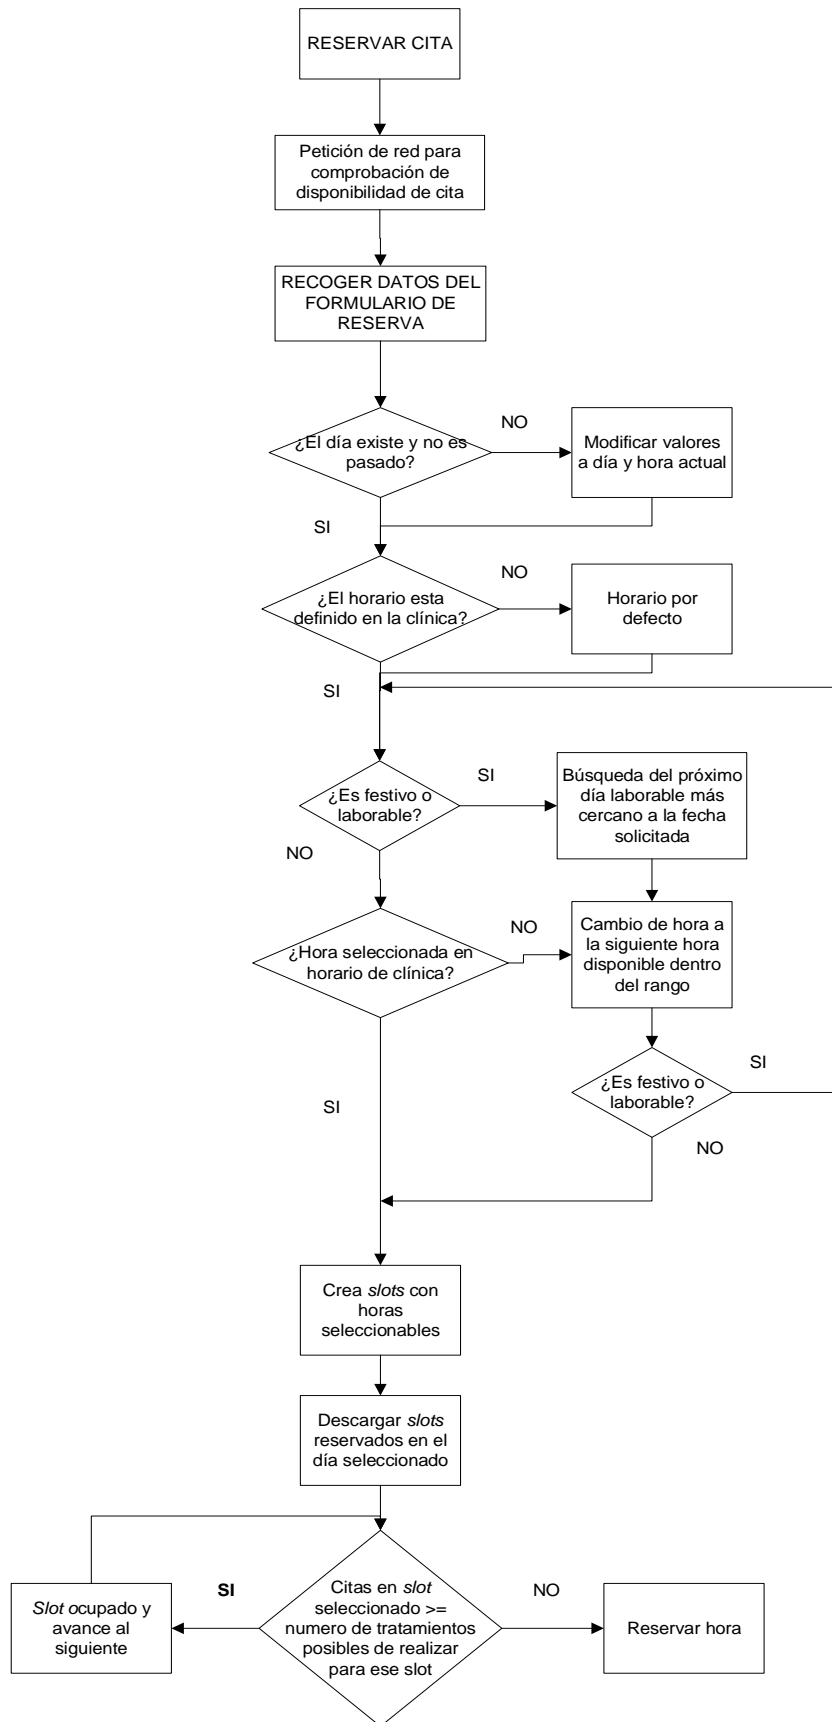 RESERVAR CITA
Petición de red para
comprobación de
disponibilidad de cita
RECOGER DATOS DEL
FORMULARIO DE
RESERVA
¿El día existe y no es
pasado?
NO
Modificar valores
a día y hora actual
SI
¿El horario esta
definido en la clínica?
NO
Horario por
defecto
SI
¿Es festivo o
laborable?
SI
Búsqueda del próximo
día laborable más
cercano a la fecha
solicitada
NO
¿Hora seleccionada en
horario de clínica?
NO
Cambio de hora a
la siguiente hora
disponible dentro
del rango
SI
¿Es festivo o
laborable?
SI
NO
Crea slots con
horas
seleccionables
Descargar slots
reservados en el
día seleccionado
Slot ocupado y
avance al
siguiente
SI
Citas en slot
seleccionado >=
numero de tratamientos
posibles de realizar
para ese slot
NO
Reservar hora